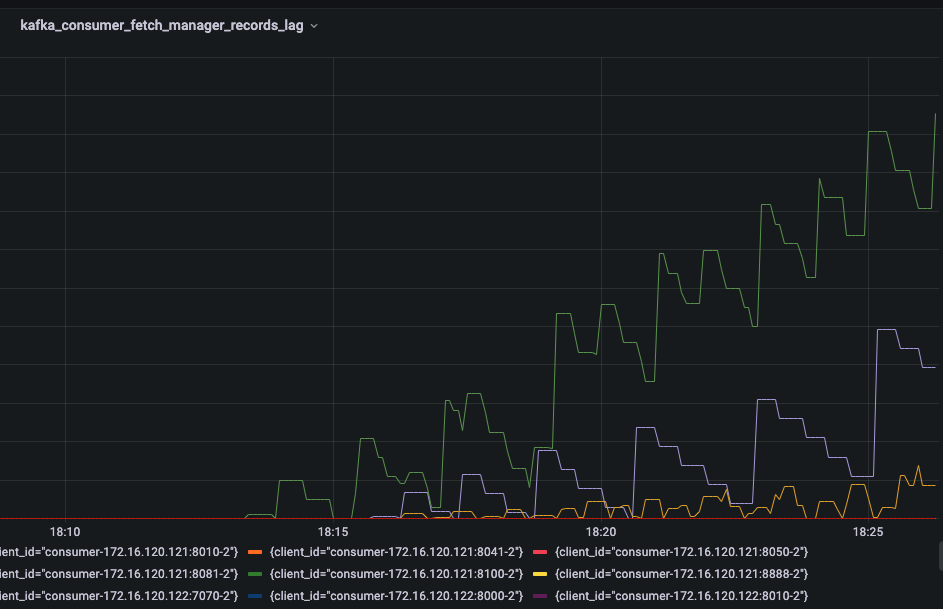 kafka_consumer_fetch_manager_records_lag
18:10 18:15 18:20 18:25
ient_id="consumer-172.16.120.121:8010-2"} {client_id="consumer-172.16.120.121:8041-2"} {client_id="consumer-172.16.120.121:8050-2"}
ient_id="consumer-172.16.120.121:8081-2"} {client_id="consumer-172.16.120.121:8100-2"} {client_id="consumer-172.16.120.121:8888-2"}
ient_id="consumer-172.16.120.122:7070-2"} {client_id="consumer-172.16.120.122:8000-2"} {client_id="consumer-172.16.120.122:8010-2"}